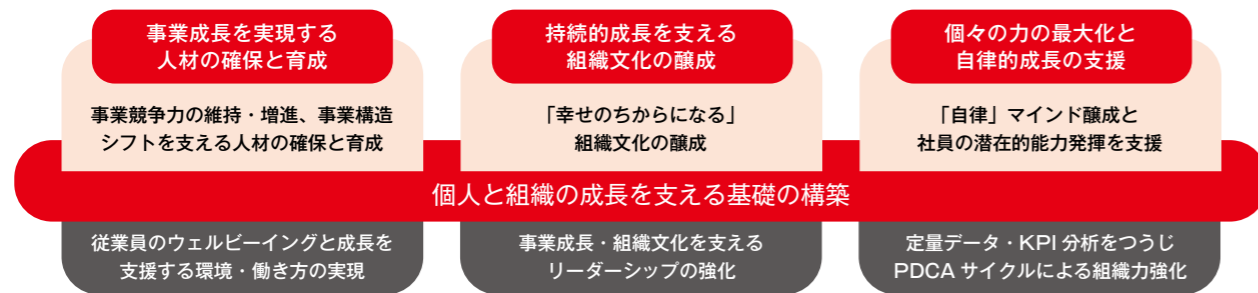 事業成長を実現する
人材の確保と育成
事業競争力の維持・増進、事業構造
シフトを支える人材の確保と育成
持続的成長を支える
組織文化の醸成
「幸せのちからになる」
組織文化の醸成
個々の力の最大化と
自律的成長の支援
「自律」マインド醸成と
社員の潜在的能力発揮を支援
個人と組織の成長を支える基礎の構築
従業員のウェルビーイングと成長を
支援する環境・働き方の実現
事業成長・組織文化を支える
リーダーシップの強化
定量データ・KPI 分析をつうじ
PDCA サイクルによる組織力強化